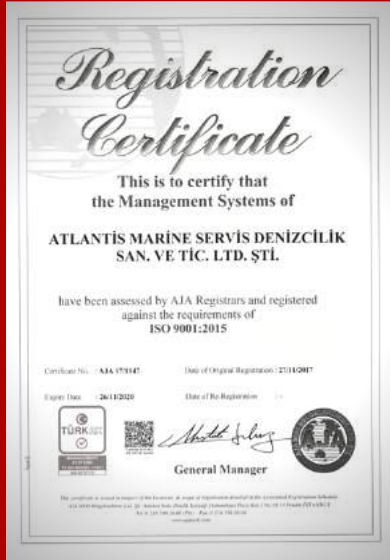 Registration
Certificate
This is to certify that
the Management Systems of
ATLANTİS MARİNE SERVİS DENİZCİLİK
SAN. VE TİC. LTD. ŞTİ.
have been assessed by AJA Registrars and registered
against the requirements of
ISO 9001:2015
Certificate No. : AJA 17/1147 Date of Original Registration : 27/11/2017
Expiry Date : 26/11/2020 Date of Re-Registration :
TÜRKAK
General Manager